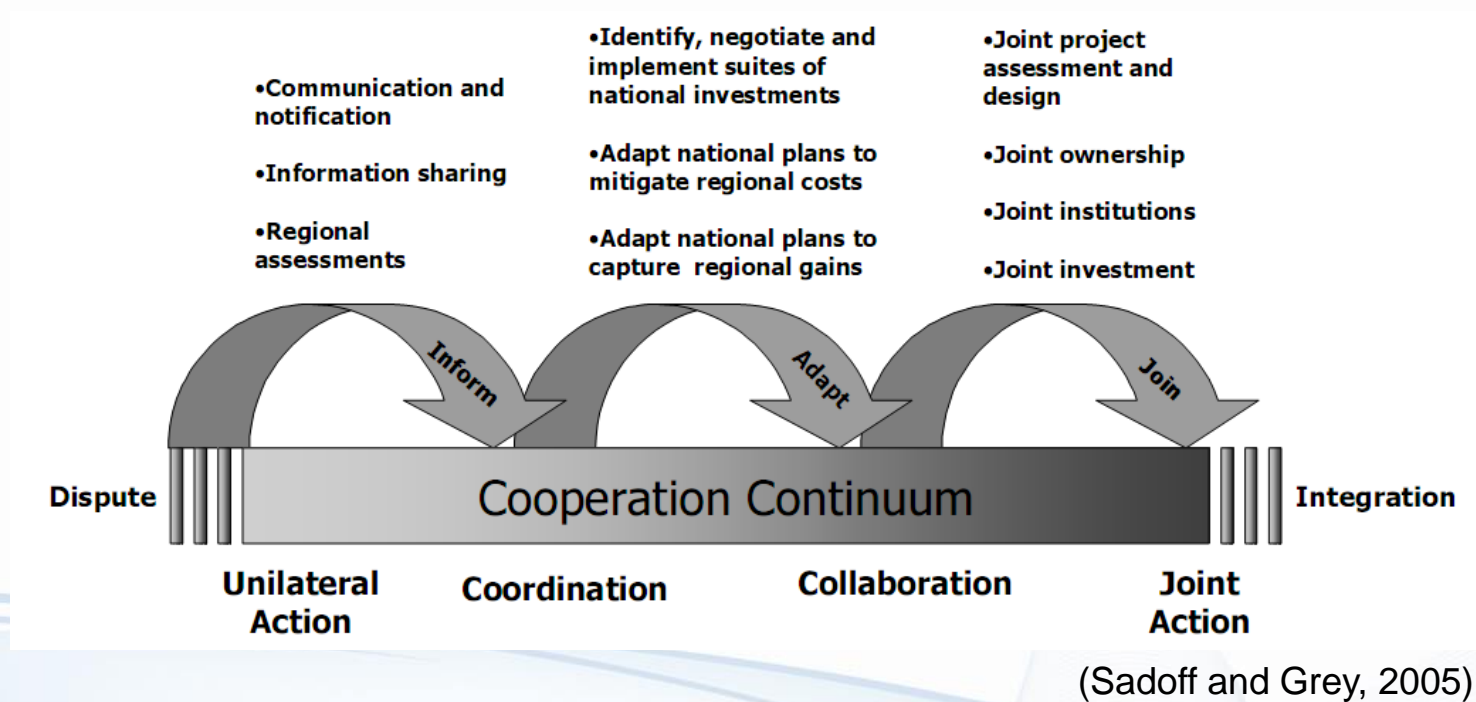 •Communication and
notification
•Information sharing
•Regional
assessments
•Identify, negotiate and
implement suites of
national investments
•Adapt national plans to
mitigate regional costs
•Adapt national plans to
capture regional gains
•Joint project
assessment and
design
•Joint ownership
•Joint institutions
•Joint investment
Inform
Adapt
Join
Dispute
Cooperation Continuum
Integration
Unilateral
Action
Coordination
Collaboration
Joint
Action
(Sadoff and Grey, 2005)